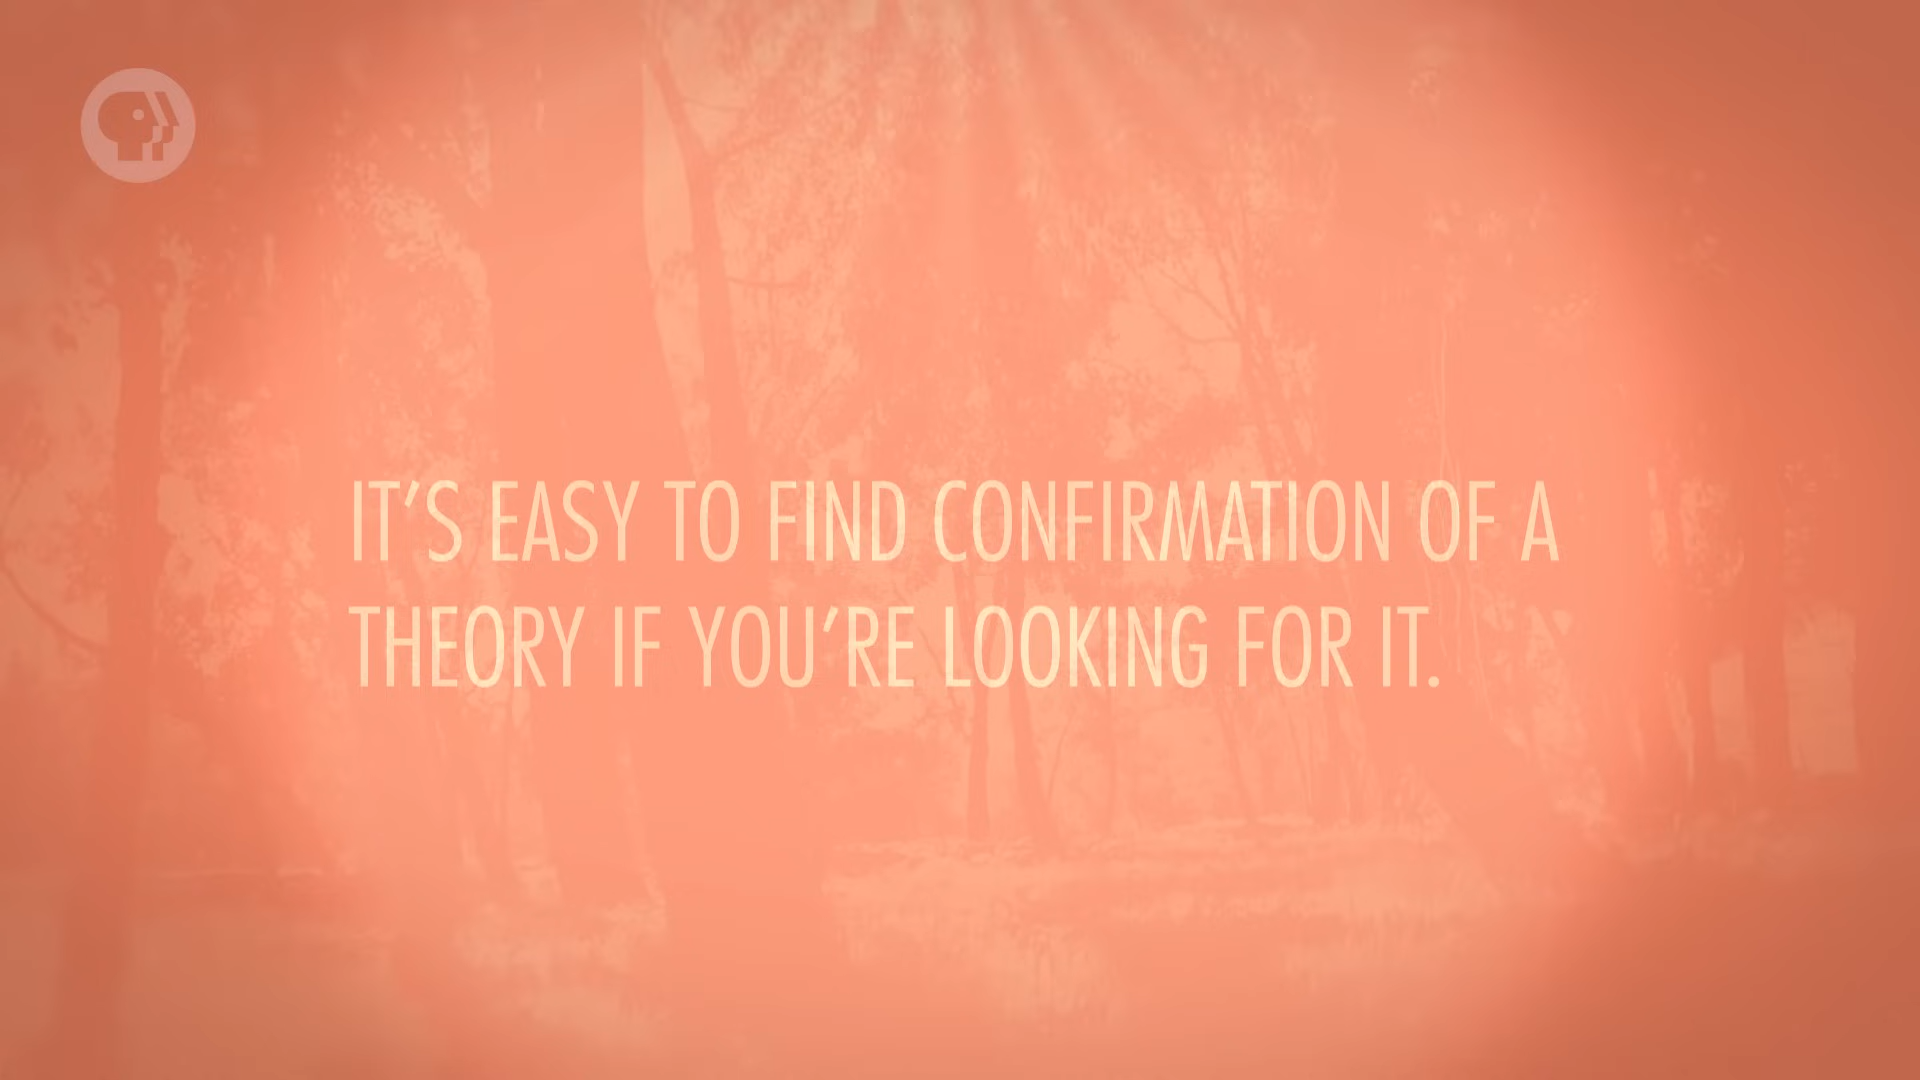 IT’S EASY TO FIND CONFIRMATION OF A
THEORY IF YOU’RE LOOKING FOR IT.